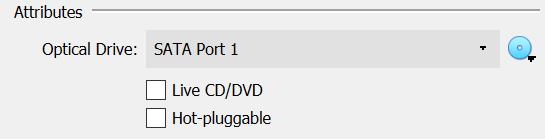 Attributes
Optical Drive: SATA Port 1
Live CD/DVD
Hot-pluggable